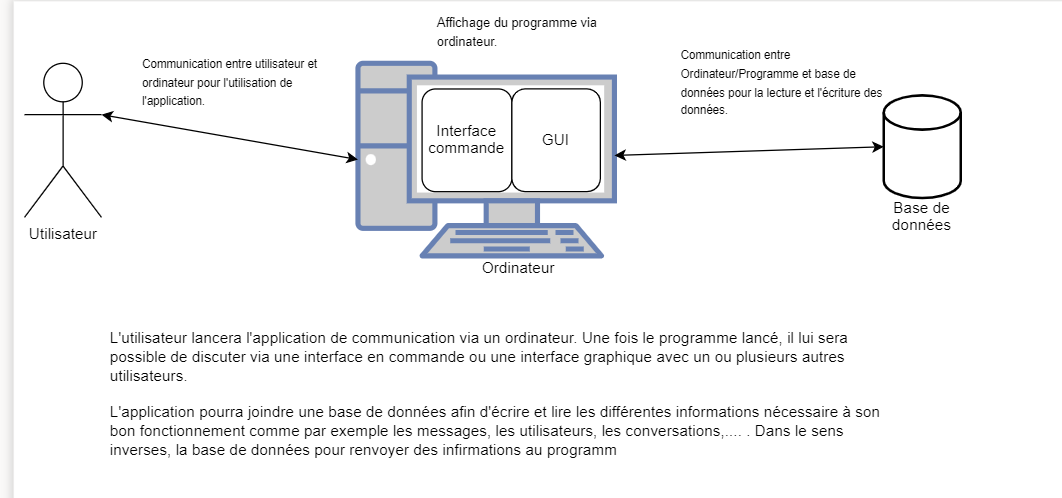 Affichage du programme via
ordinateur.
Communication entre utilisateur et
ordinateur pour l'utilisation de
l'application.
Communication entre
Ordinateur/Programme et base de
données pour la lecture et l'écriture des
données.
Interface
commande
GUI
Utilisateur
Ordinateur
Base de
données
L'utilisateur lancera l'application de communication via un ordinateur. Une fois le programme lancé, il lui sera
possible de discuter via une interface en commande ou une interface graphique avec un ou plusieurs autres
utilisateurs.
L'application pourra joindre une base de données afin d'écrire et lire les différentes informations nécessaire à son
bon fonctionnement comme par exemple les messages, les utilisateurs, les conversations,.... . Dans le sens
inverses, la base de données pour renvoyer des infirmations au programm